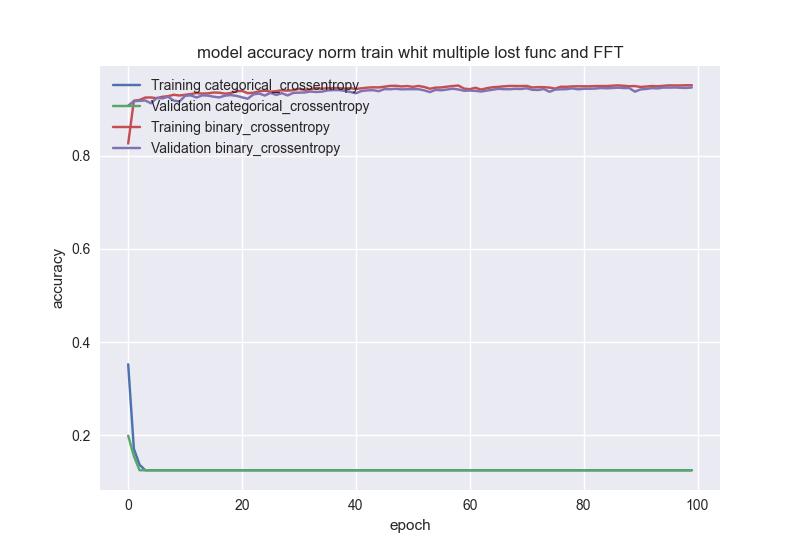 model accuracy norm train whit multiple lost func and FFT
Training categorical_crossentropy
Validation categorical_crossentropy
Training binary_crossentropy
Validation binary_crossentropy
0.8
0.6
0.4
0.2
accuracy
0 20 40 60 80 100
epoch